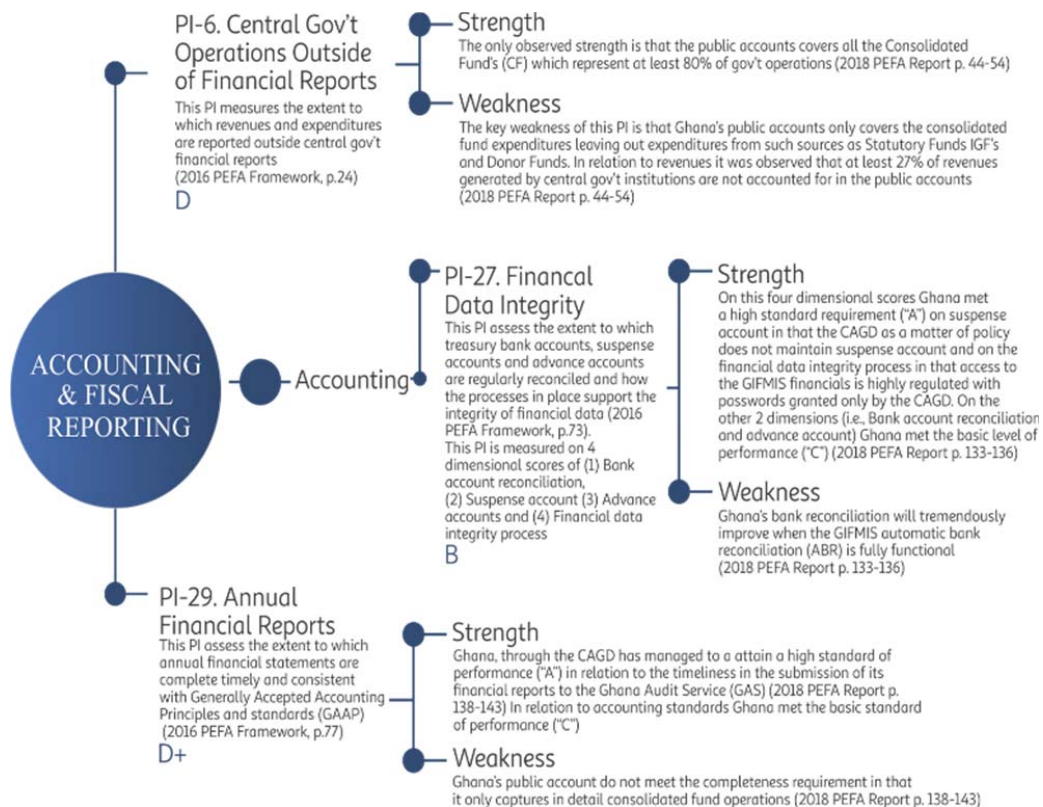 PI-6. Central Gov't
Operations Outside
of Financial Reports
This PI measures the extent to
which revenues and expenditures
are reported outside central gov't
financial reports
(2016 PEFA Framework, p.24)
D
Strength
The only observed strength is that the public accounts covers all the Consolidated
Fund's (CF) which represent at least 80% of gov't operations (2018 PEFA Report p. 44-54)
Weakness
The key weakness of this PI is that Ghana's public accounts only covers the consolidated
fund expenditures leaving out expenditures from such sources as Statutory Funds IGF's
and Donor Funds. In relation to revenues it was observed that at least 27% of revenues
generated by central gov't institutions are not accounted for in the public accounts
(2018 PEFA Report p. 44-54)
ACCOUNTING
& FISCAL
REPORTING
Accounting
PI-27. Financal
Data Integrity
This PI assess the extent to which
treasury bank accounts, suspense
accounts and advance accounts
are regularly reconciled and how
the processes in place support the
integrity of financial data (2016
PEFA Framework, p.73).
This PI is measured on 4
dimensional scores of (1) Bank
account reconciliation,
(2) Suspense account (3) Advance
accounts and (4) Financial data
integrity process
B
Strength
On this four dimensional scores Ghana met
a high standard requirement ("A") on suspense
account in that the CAGD as a matter of policy
does not maintain suspense account and on the
financial data integrity process in that access to
the GIFMIS financials is highly regulated with
passwords granted only by the CAGD. On the
other 2 dimensions (i.e., Bank account reconciliation
and advance account) Ghana met the basic level of
performance ("C") (2018 PEFA Report p. 133-136)
Weakness
Ghana's bank reconciliation will tremendously
improve when the GIFMIS automatic bank
reconciliation (ABR) is fully functional
(2018 PEFA Report p. 133-136)
PI-29. Annual
Financial Reports
This PI assess the extent to which
annual financial statements are
complete timely and consistent
with Generally Accepted Accounting
Principles and standards (GAAP)
(2016 PEFA Framework, p.77)
D+
Strength
Ghana, through the CAGD has managed to a attain a high standard of
performance ("A") in relation to the timeliness in the submission of its
financial reports to the Ghana Audit Service (GAS) (2018 PEFA Report p.
138-143) In relation to accounting standards Ghana met the basic standard
of performance ("C")
Weakness
Ghana's public account do not meet the completeness requirement in that
it only captures in detail consolidated fund operations (2018 PEFA Report p. 138-143)